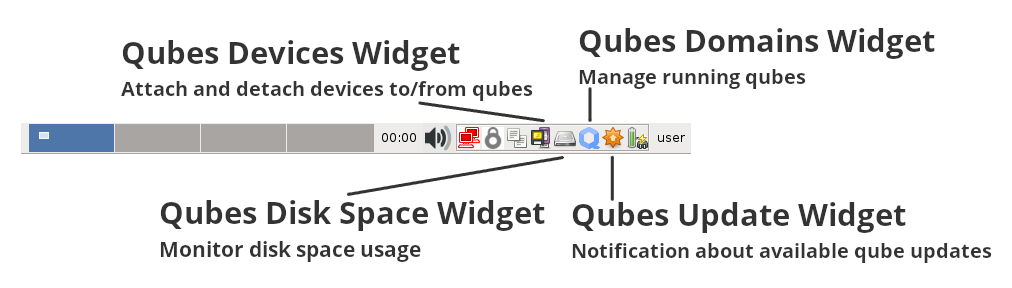 Qubes Devices Widget
Attach and detach devices to/from qubes
Qubes Domains Widget
Manage running qubes
00:00
user
Qubes Disk Space Widget
Monitor disk space usage
Qubes Update Widget
Notification about available qube updates